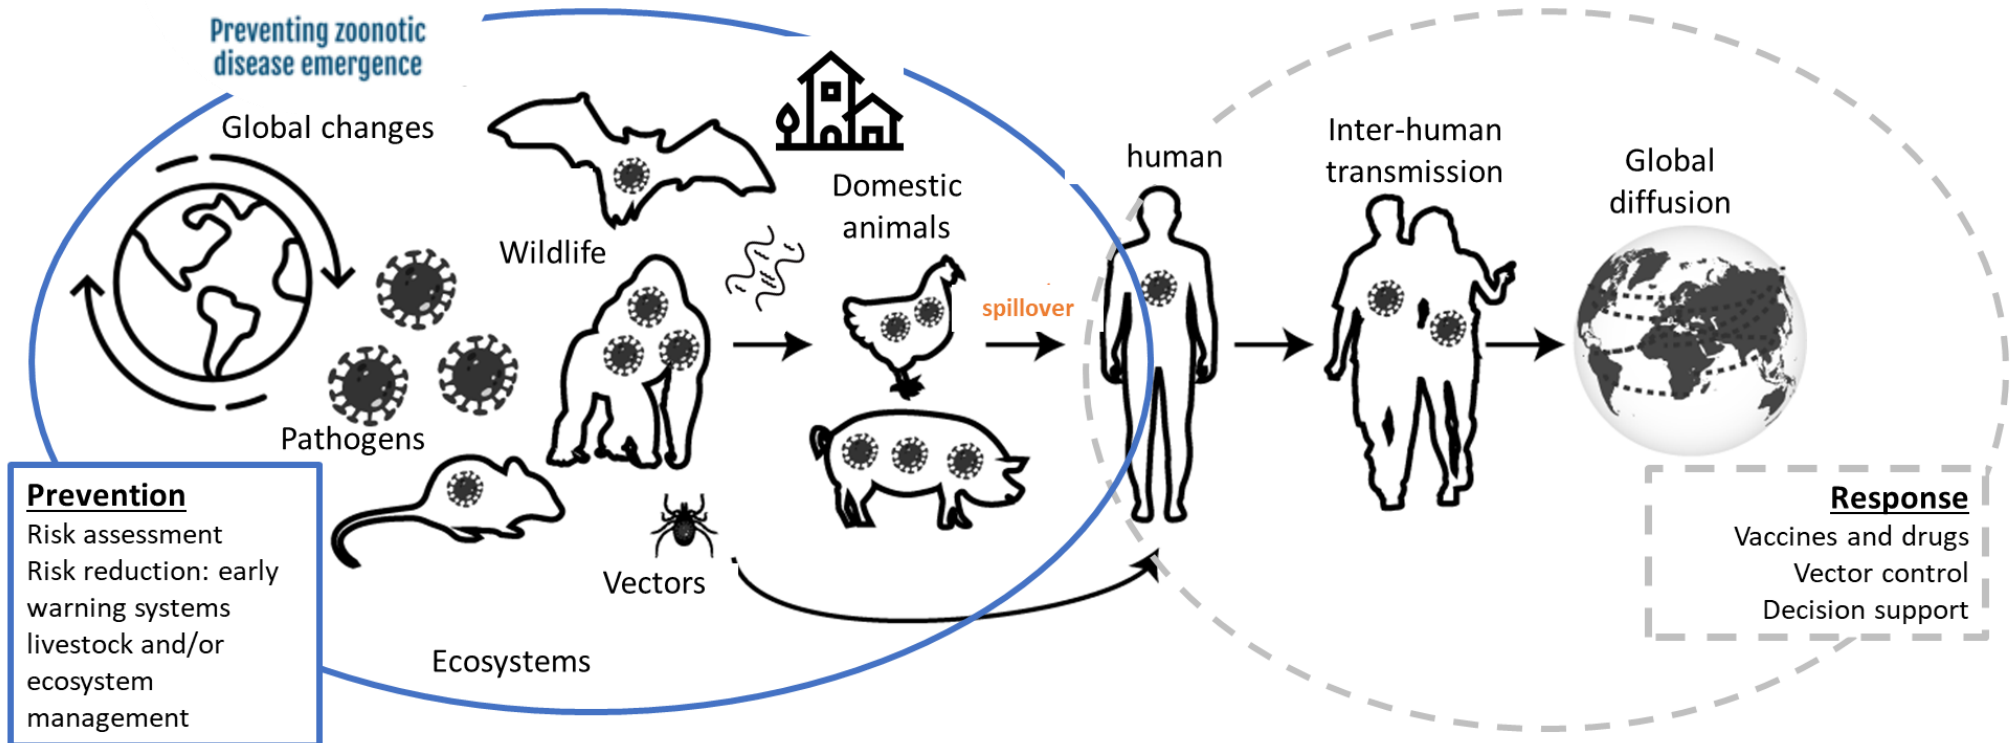 Preventing zoonotic
disease emergence
Global changes
Wildlife
Pathogens
Vectors
Ecosystems
Domestic
animals
spillover
human
Inter-human
transmission
Global
diffusion
Prevention
Risk assessment
Risk reduction: early
warning systems
livestock and/or
ecosystem
management
Response
Vaccines and drugs
Vector control
Decision support